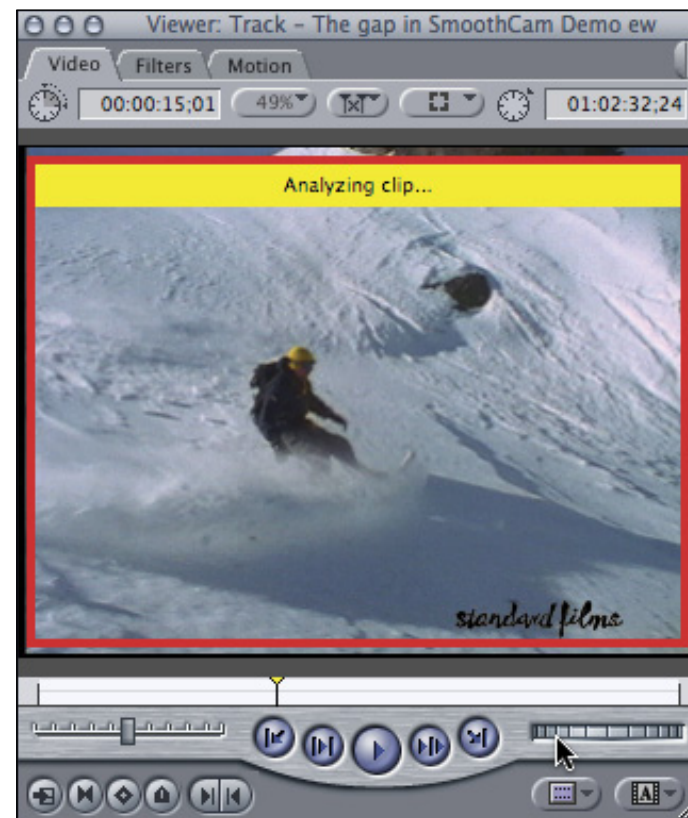 Viewer: Track - The gap in SmoothCam Demo ew
Video Filters Motion
00:00:15;01 49% 01:02:32;24
Analyzing clip...
standard films
A